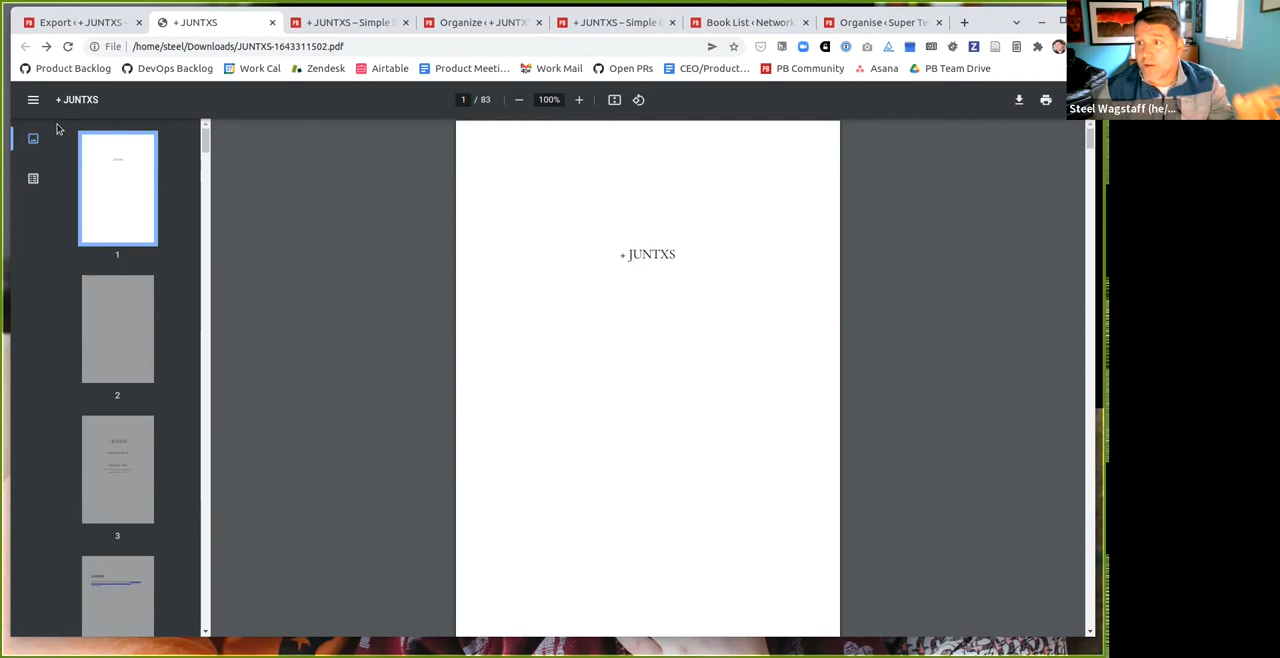 Export ‹ + JUNTXS –
+ JUNTXS
+ JUNTXS – Simple B
Organize ‹ + JUNTX
+ JUNTXS – Simple B
Book List ‹ Network
Organise ‹ Super Te
File
/home/steel/Downloads/JUNTXS-1643311502.pdf
Product Backlog
DevOps Backlog
Work Cal
Zendesk
Airtable
Product Meeti...
Work Mail
Open PRs
CEO/Product...
PB Community
Asana
PB Team Drive
Steel Wagstaff (he/...
+ JUNTXS
1 / 83
100%
1
2
3
+ JUNTXS